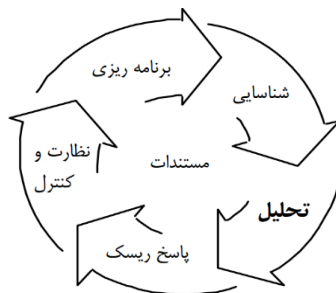 برنامه ریزی
شناسایی
تحلیل
پاسخ ریسک
نظارت و
کنترل
مستندات